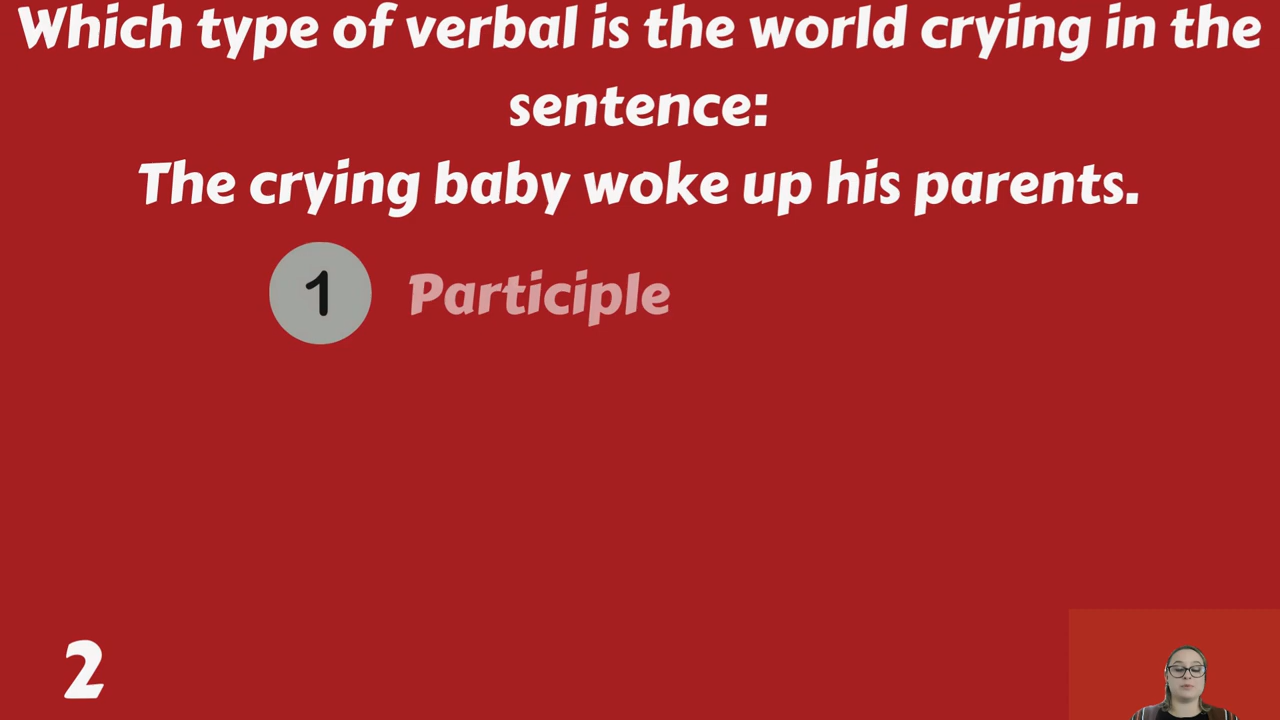 Which type of verbal is the world crying in the
sentence:
The crying baby woke up his parents.
1 Participle
2